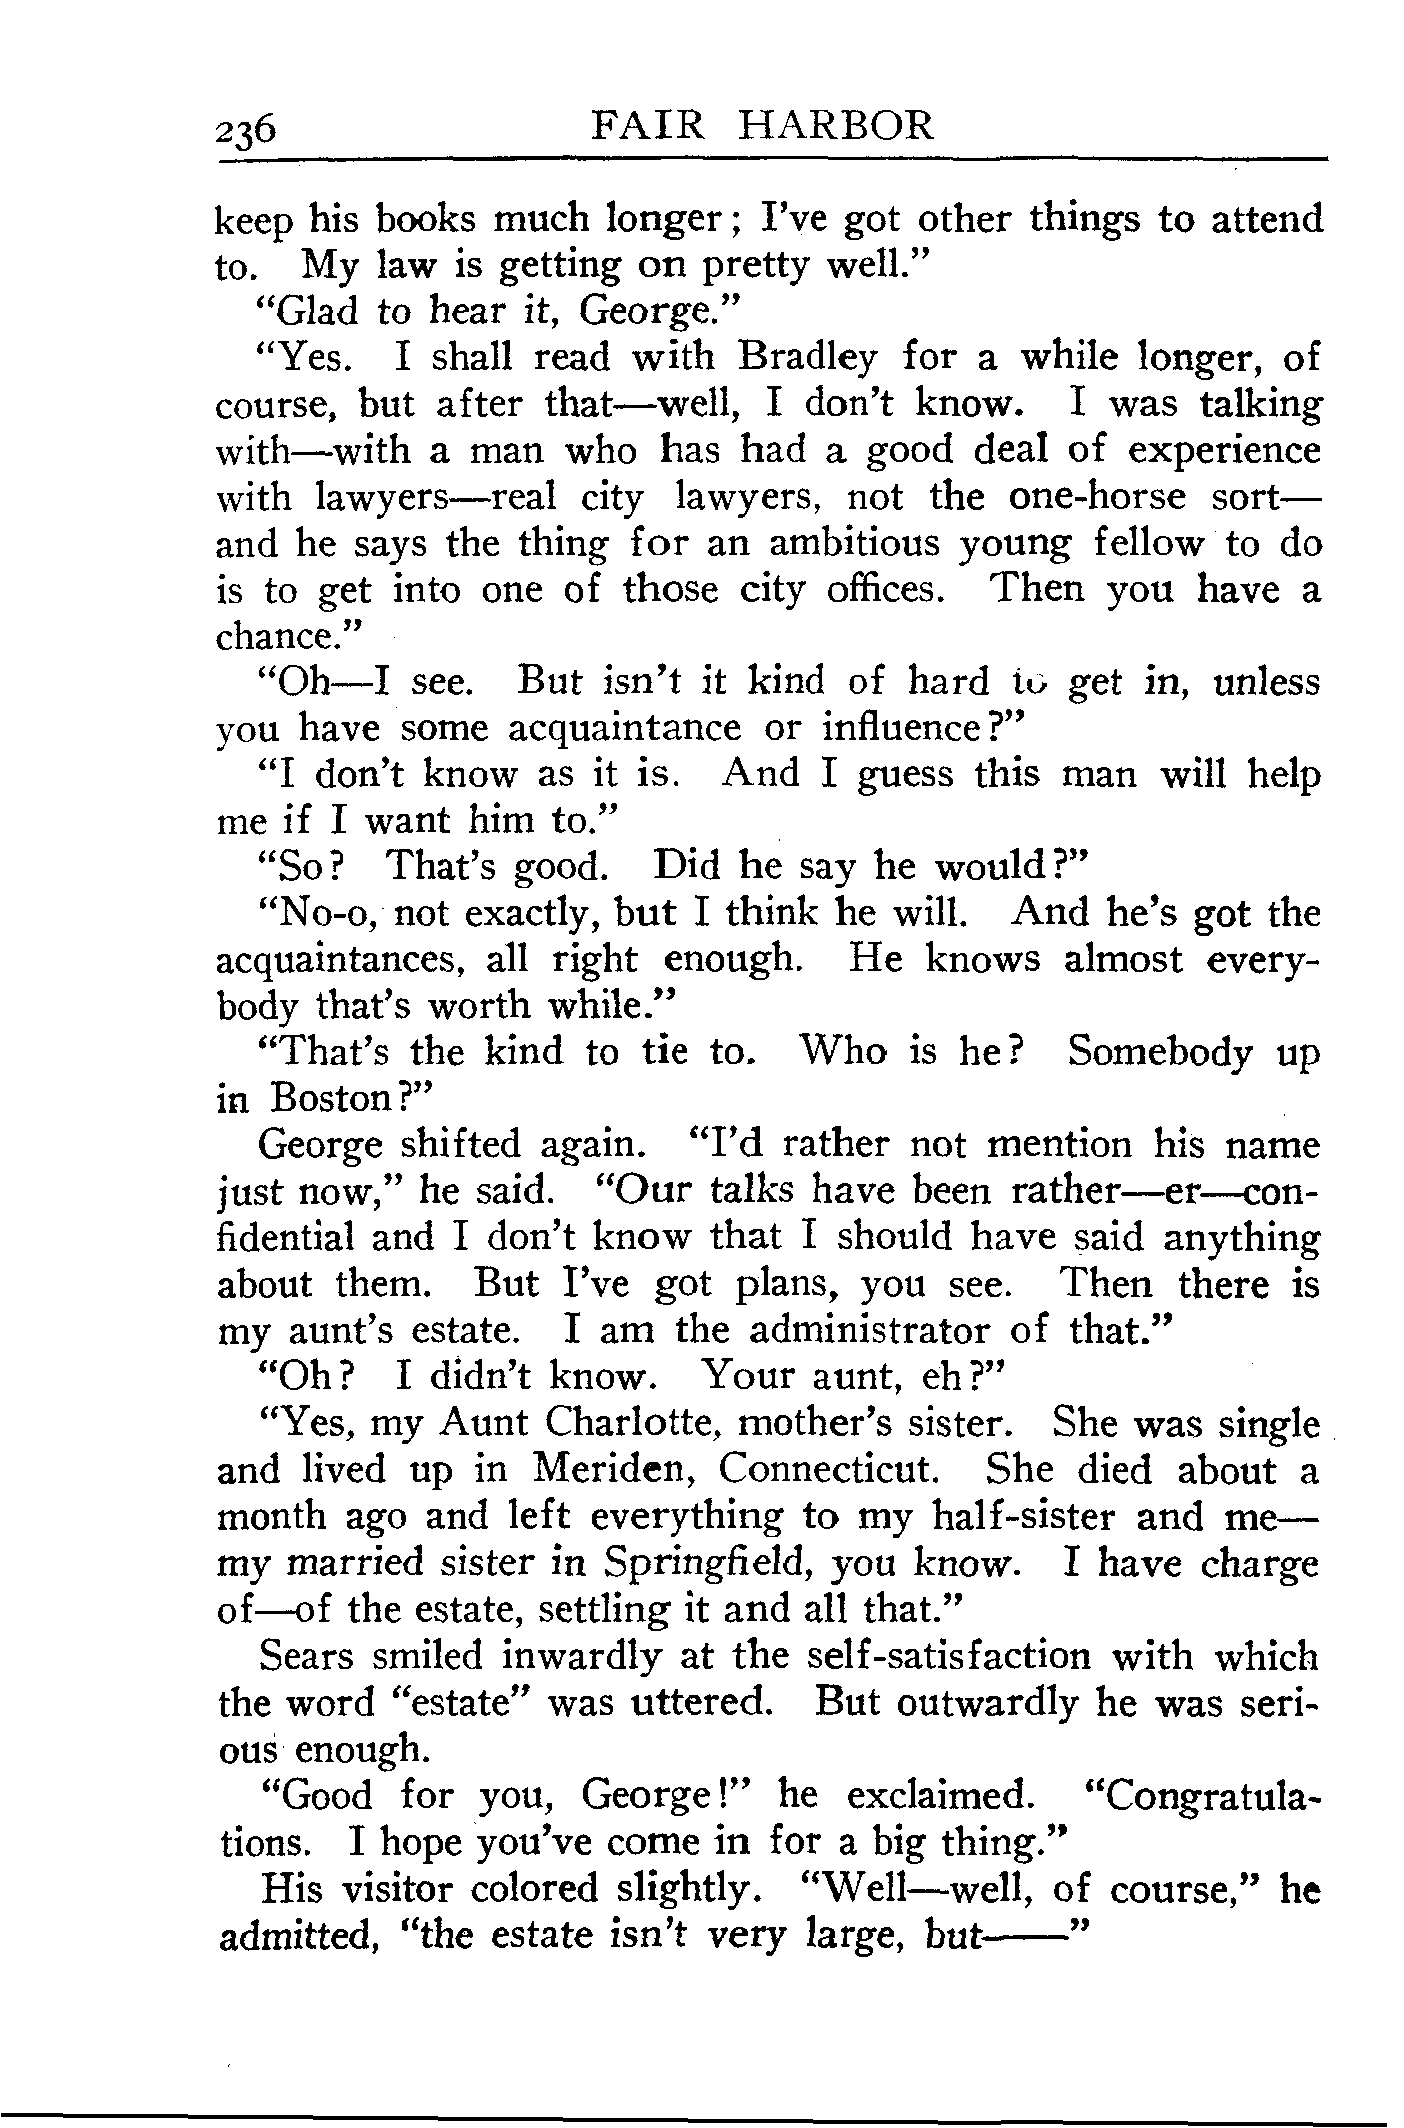 236 FAIR HARBOR
keep his books much longer; I've got other things to attend
to. My law is getting on pretty well."
"Glad to hear it, George."
"Yes. I shall read with Bradley for a while longer, of
course, but after that—well, I don't know. I was talking
with—with a man who has had a good deal of experience
with lawyers—real city lawyers, not the one-horse sort—
and he says the thing for an ambitious young fellow to do
is to get into one of those city offices. Then you have a
chance."
"Oh—I see. But isn't it kind of hard to get in, unless
you have some acquaintance or influence?"
"I don't know as it is. And I guess this man will help
me if I want him to."
"So? That's good. Did he say he would?"
"No-o, not exactly, but I think he will. And he's got the
acquaintances, all right enough. He knows almost every-
body that's worth while."
"That's the kind to tie to. Who is he? Somebody up
in Boston?"
George shifted again. "I'd rather not mention his name
just now," he said. "Our talks have been rather—er—con-
fidential and I don't know that I should have said anything
about them. But I've got plans, you see. Then there is
my aunt's estate. I am the administrator of that."
"Oh? I didn't know. Your aunt, eh?"
"Yes, my Aunt Charlotte, mother's sister. She was single
and lived up in Meriden, Connecticut. She died about a
month ago and left everything to my half-sister and me—
my married sister in Springfield, you know. I have charge
of—of the estate, settling it and all that."
Sears smiled inwardly at the self-satisfaction with which
the word "estate" was uttered. But outwardly he was seri-
ous enough.
"Good for you, George!" he exclaimed. "Congratula-
tions. I hope you've come in for a big thing."
His visitor colored slightly. "Well—well, of course," he
admitted, "the estate isn't very large, but——"